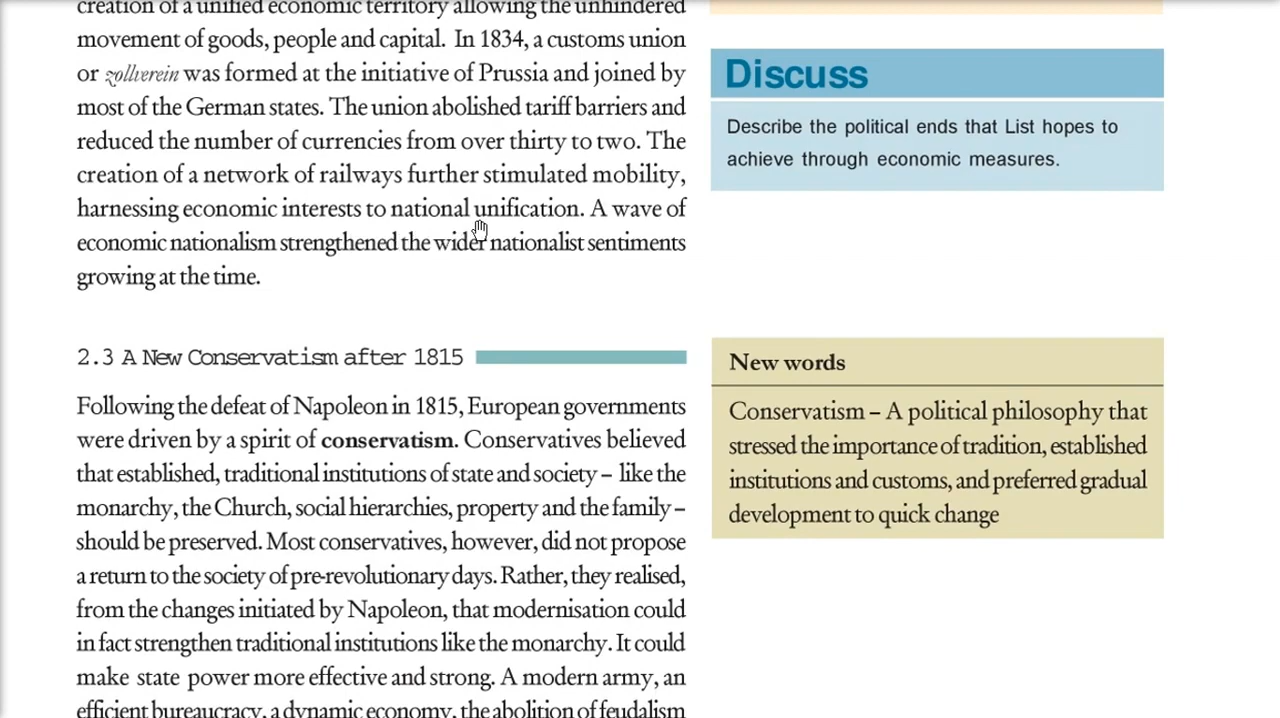 creation of a unified economic territory allowing the unhindered
movement of goods, people and capital. In 1834, a customs union
or zollverein was formed at the initiative of Prussia and joined by
most of the German states. The union abolished tariff barriers and
reduced the number of currencies from over thirty to two. The
creation of a network of railways further stimulated mobility,
harnessing economic interests to national unification. A wave of
economic nationalism strengthened the wider nationalist sentiments
growing at the time.
2.3 A New Conservatism after 1815
Following the defeat of Napoleon in 1815, European governments
were driven by a spirit of conservatism. Conservatives believed
that established, traditional institutions of state and society – like the
monarchy, the Church, social hierarchies, property and the family –
should be preserved. Most conservatives, however, did not propose
a return to the society of pre-revolutionary days. Rather, they realised,
from the changes initiated by Napoleon, that modernisation could
in fact strengthen traditional institutions like the monarchy. It could
make state power more effective and strong. A modern army, an
efficient bureaucracy, a dynamic economy, the abolition of feudalism
Discuss
Describe the political ends that List hopes to
achieve through economic measures.
New words
Conservatism – A political philosophy that
stressed the importance of tradition, established
institutions and customs, and preferred gradual
development to quick change